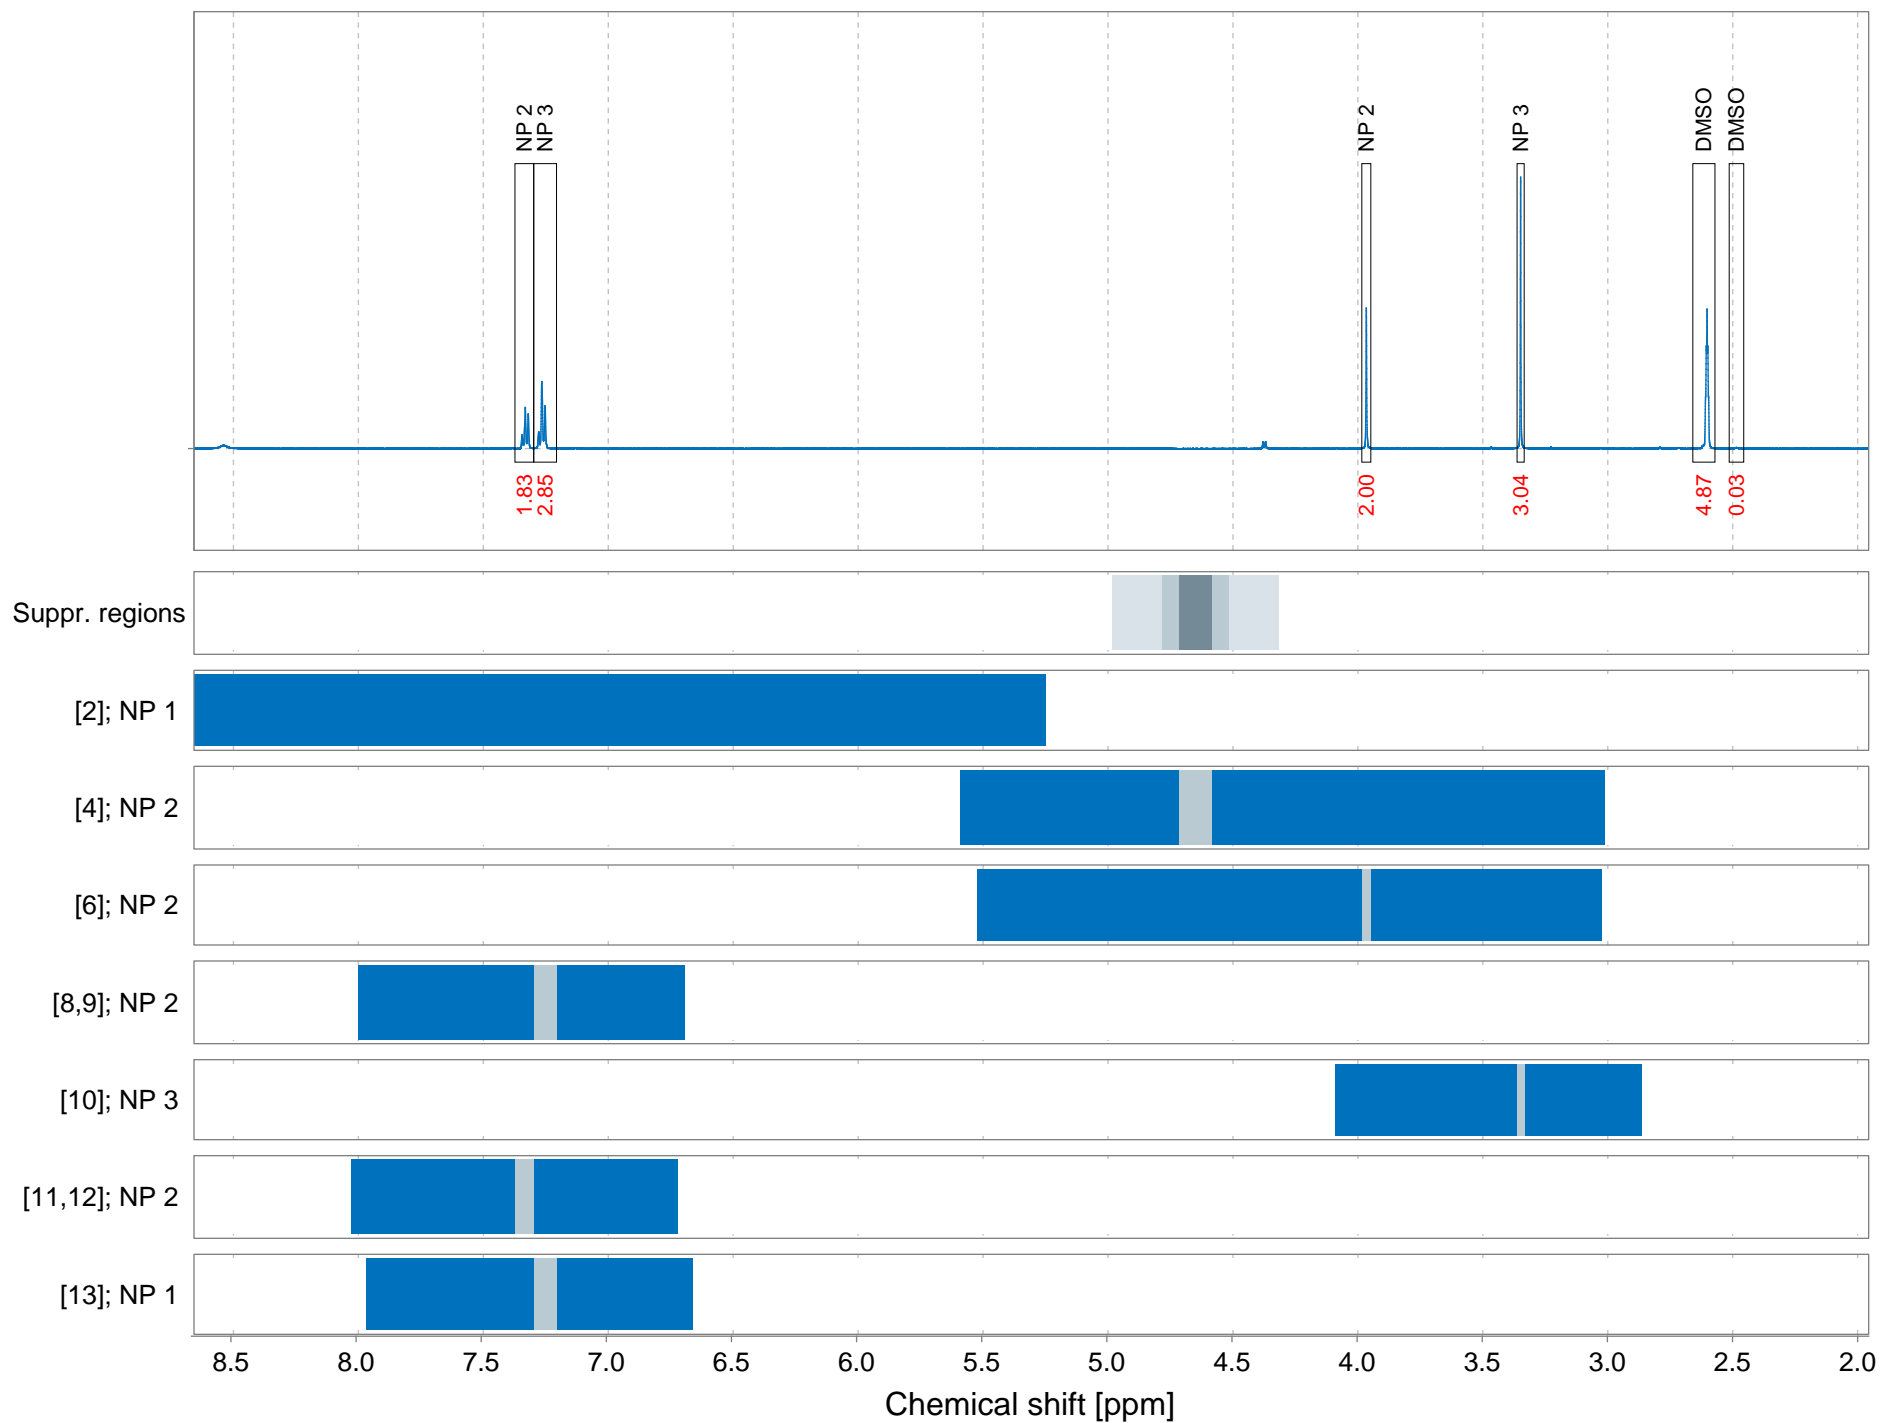 NP 2
NP 3
NP 2
NP 3
DMSO
DMSO
1.83
2.85
2.00
3.04
4.87
0.03
Suppr. regions
[2]; NP 1
[4]; NP 2
[6]; NP 2
[8,9]; NP 2
[10]; NP 3
[11,12]; NP 2
[13]; NP 1
8.5 8.0 7.5 7.0 6.5 6.0 5.5 5.0 4.5 4.0 3.5 3.0 2.5 2.0
Chemical shift [ppm]